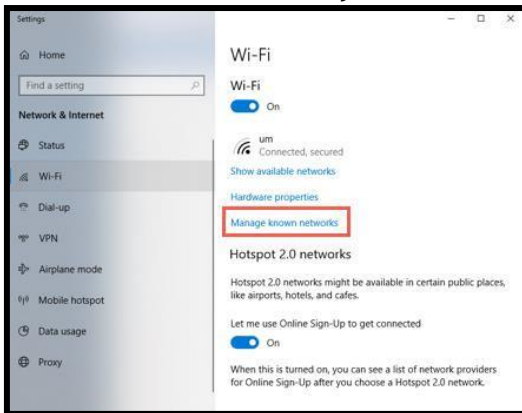 Settings
Home
Find a setting
Network & Internet
Status
Wi-Fi
Dial-up
VPN
Airplane mode
Mobile hotspot
Data usage
Proxy
Wi-Fi
Wi-Fi
On
um
Connected, secured
Show available networks
Hardware properties
Manage known networks
Hotspot 2.0 networks
Hotspot 2.0 networks might be available in certain public places,
like airports, hotels, and cafes.
Let me use Online Sign-Up to get connected
On
When this is turned on, you can see a list of network providers
for Online Sign-Up after you choose a Hotspot 2.0 network.